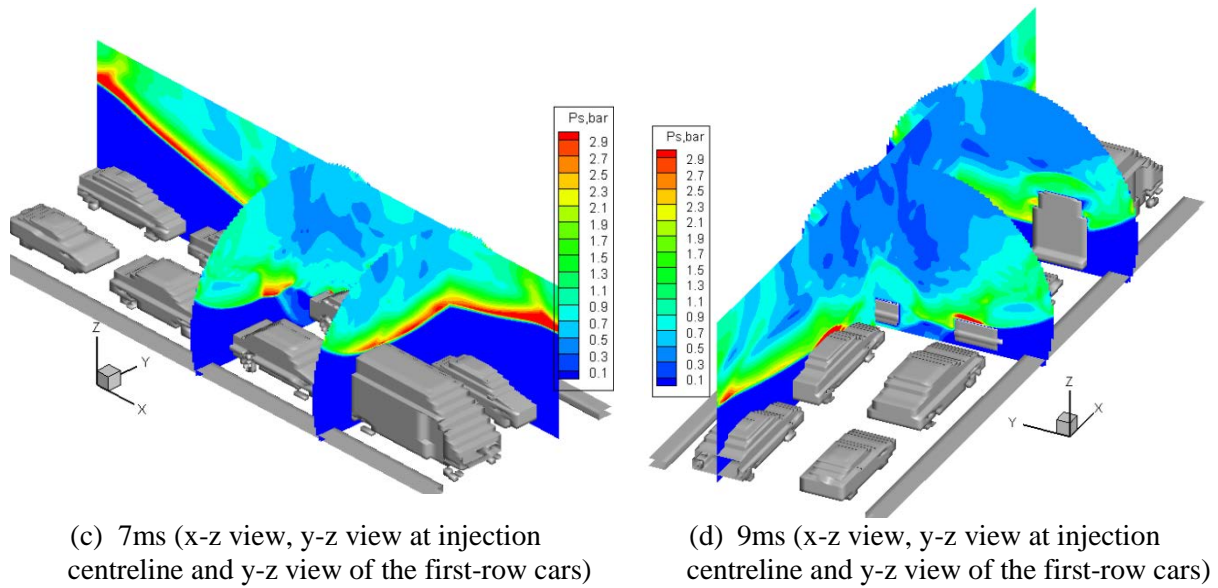 Ps,bar
2.9
2.7
2.5
2.3
2.1
1.9
1.7
1.5
1.3
1.1
0.9
0.7
0.5
0.3
0.1
Z
Y
X
Ps,bar
2.9
2.7
2.5
2.3
2.1
1.9
1.7
1.5
1.3
1.1
0.9
0.7
0.5
0.3
0.1
Z
Y
X
(c) 7ms (x-z view, y-z view at injection
centreline and y-z view of the first-row cars)
(d) 9ms (x-z view, y-z view at injection
centreline and y-z view of the first-row cars)